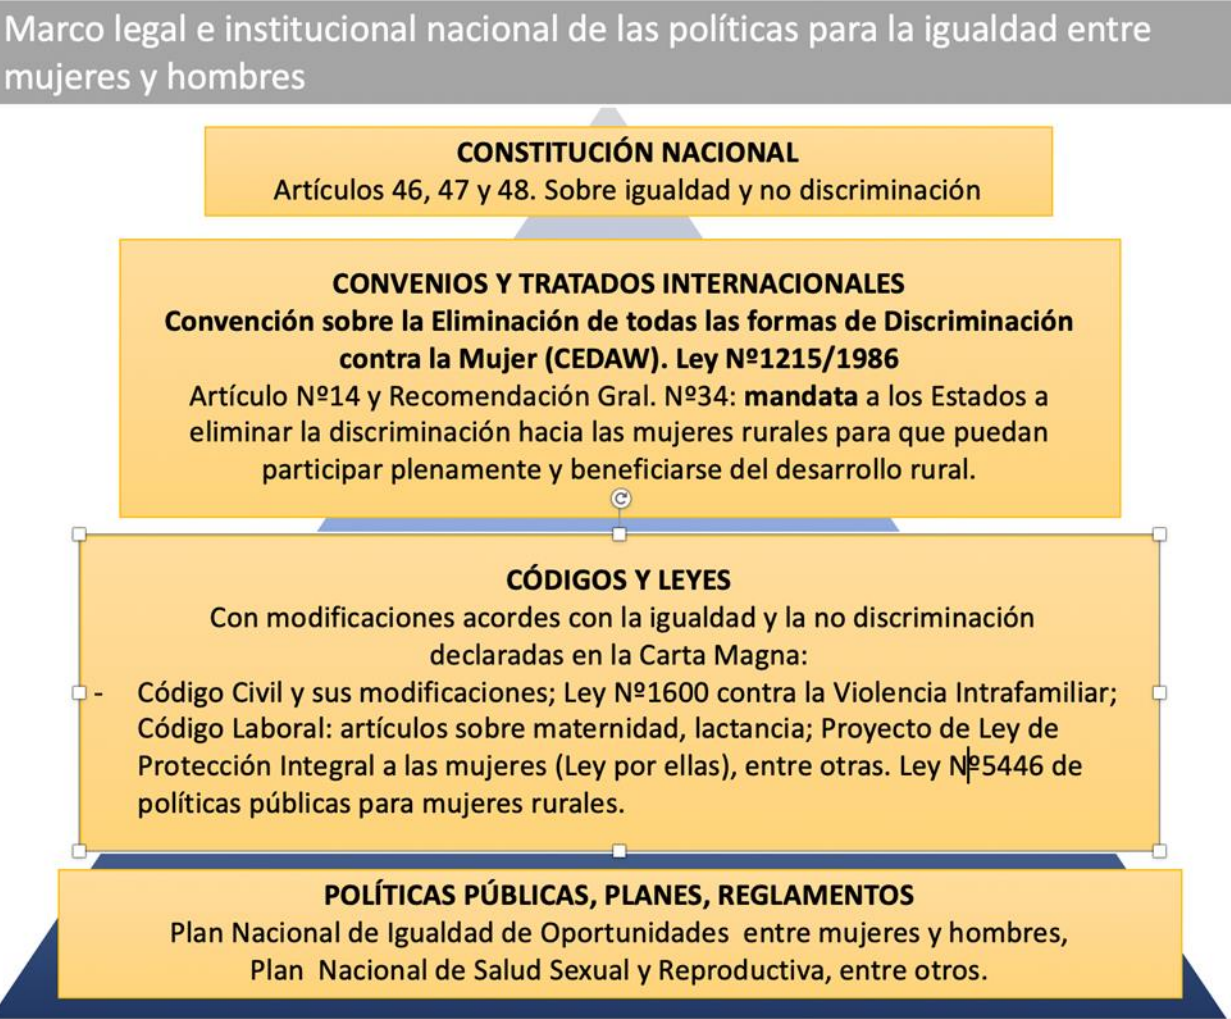 Marco legal e institucional nacional de las políticas para la igualdad entre
mujeres y hombres
CONSTITUCIÓN NACIONAL
Artículos 46, 47 y 48. Sobre igualdad y no discriminación
CONVENIOS Y TRATADOS INTERNACIONALES
Convención sobre la Eliminación de todas las formas de Discriminación
contra la Mujer (CEDAW). Ley Nº1215/1986
Artículo Nº14 y Recomendación Gral. Nº34: mandata a los Estados a
eliminar la discriminación hacia las mujeres rurales para que puedan
participar plenamente y beneficiarse del desarrollo rural.
CÓDIGOS Y LEYES
Con modificaciones acordes con la igualdad y la no discriminación
declaradas en la Carta Magna:
- Código Civil y sus modificaciones; Ley Nº1600 contra la Violencia Intrafamiliar;
Código Laboral: artículos sobre maternidad, lactancia; Proyecto de Ley de
Protección Integral a las mujeres (Ley por ellas), entre otras. Ley Nº5446 de
políticas públicas para mujeres rurales.
POLÍTICAS PÚBLICAS, PLANES, REGLAMENTOS
Plan Nacional de Igualdad de Oportunidades entre mujeres y hombres,
Plan Nacional de Salud Sexual y Reproductiva, entre otros.